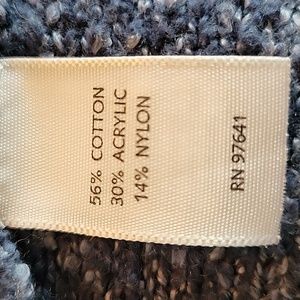 56% COTTON
30% ACRYLIC
14% NYLON
RN 97641